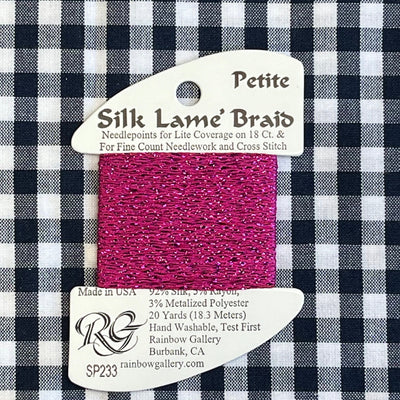 Petite
Silk Lame' Braid
Needlepoints for Lite Coverage on 18 Ct. &
For Fine Count Needlework and Cross Stitch
Made in USA 92% Silk, 5% Rayon,
3% Metalized Polyester
20 Yards (18.3 Meters)
RG Hand Washable, Test First
Rainbow Gallery
Burbank, CA
SP233 rainbowgallery.com